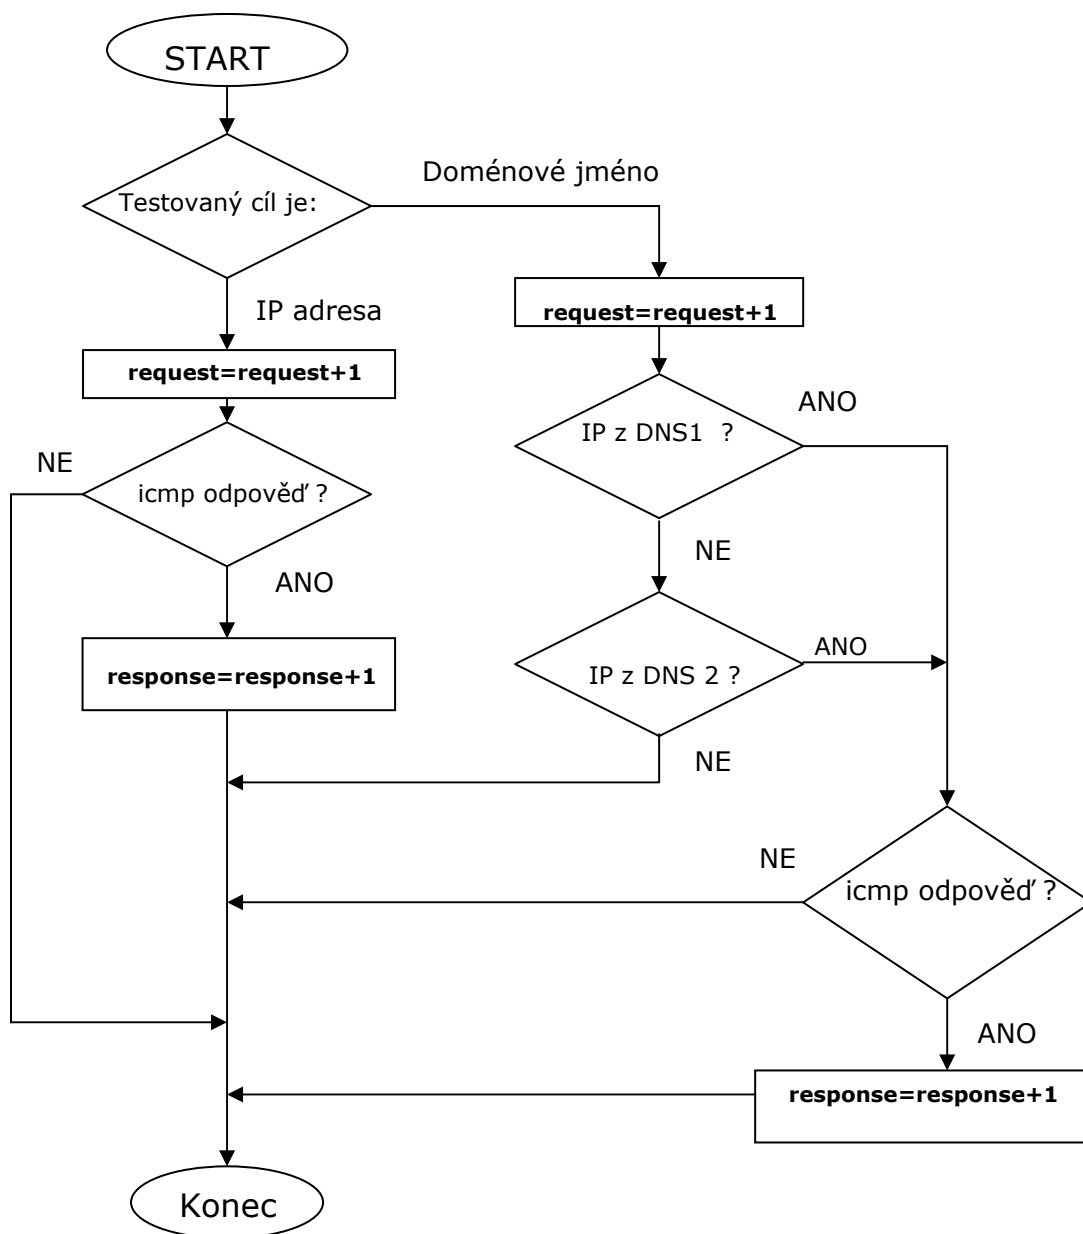 START
Doménové jméno
Testovaný cíl je:
IP adresa
request=request+1
request=request+1
ANO
IP z DNS1 ?
NE
icmp odpověď ?
NE
ANO
ANO
response=response+1
IP z DNS 2 ?
NE
NE
icmp odpověď ?
ANO
response=response+1
Konec